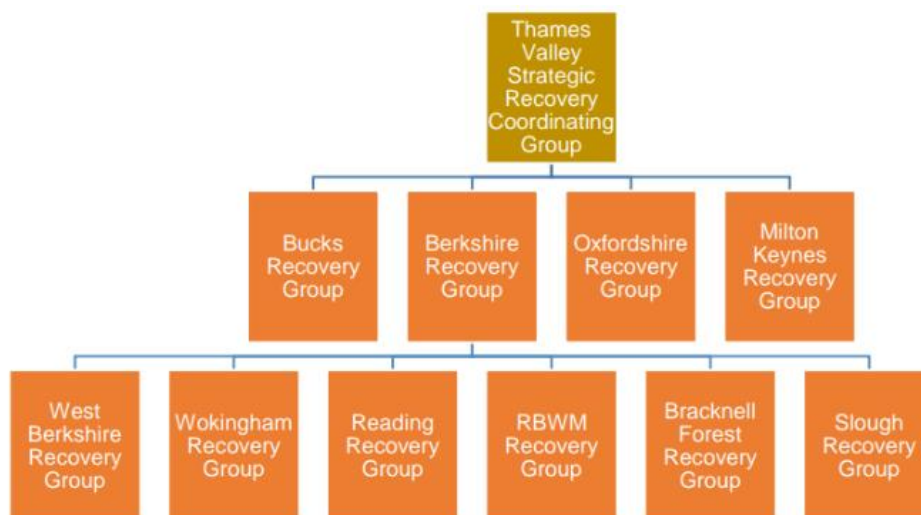 Thames
Valley
Strategic
Recovery
Coordinating
Group
Bucks
Recovery
Group
Berkshire
Recovery
Group
Oxfordshire
Recovery
Group
Milton
Keynes
Recovery
Group
West
Berkshire
Recovery
Group
Wokingham
Recovery
Group
Reading
Recovery
Group
RBWM
Recovery
Group
Bracknell
Forest
Recovery
Group
Slough
Recovery
Group